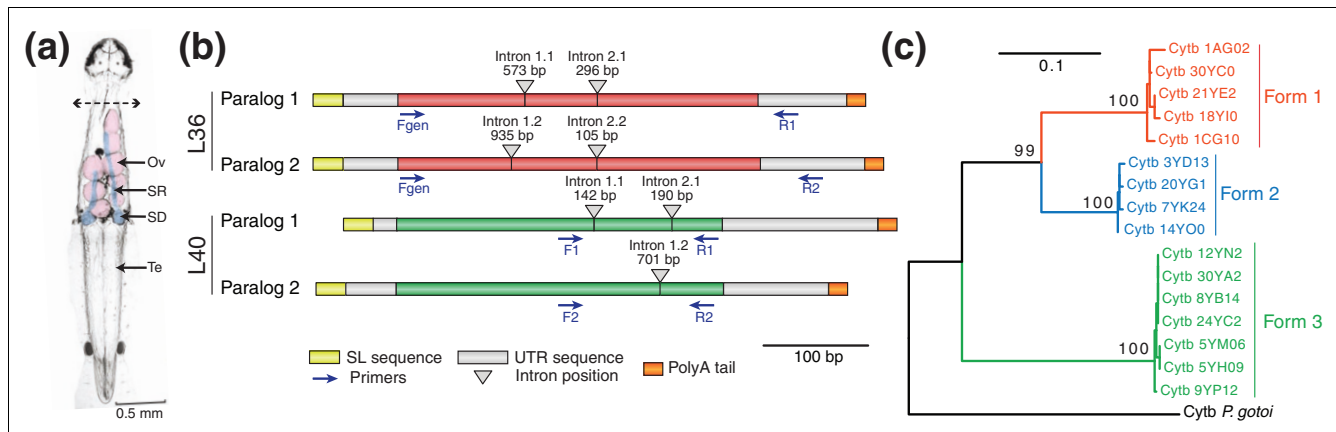 (a)
Ov
SR
SD
Te
0.5 mm
(b)
L36
Paralog 1
Intron 1.1
573 bp
Intron 2.1
296 bp
Fgen
R1
Paralog 2
Intron 1.2
935 bp
Intron 2.2
105 bp
Fgen
R2
L40
Paralog 1
Intron 1.1
142 bp
Intron 2.1
190 bp
F1
R1
Paralog 2
Intron 1.2
701 bp
F2
R2
SL sequence
UTR sequence
PolyA tail
Primers
Intron position
100 bp
(c)
0.1
Cytb 1AG02
Cytb 30YC0
Cytb 21YE2
Cytb 18YI0
Cytb 1CG10
Form 1
100
99
Cytb 3YD13
Cytb 20YG1
Cytb 7YK24
Cytb 14YO0
Form 2
100
Cytb 12YN2
Cytb 30YA2
Cytb 8YB14
Cytb 24YC2
Cytb 5YM06
Cytb 5YH09
Cytb 9YP12
Form 3
100
Cytb P. gotoi